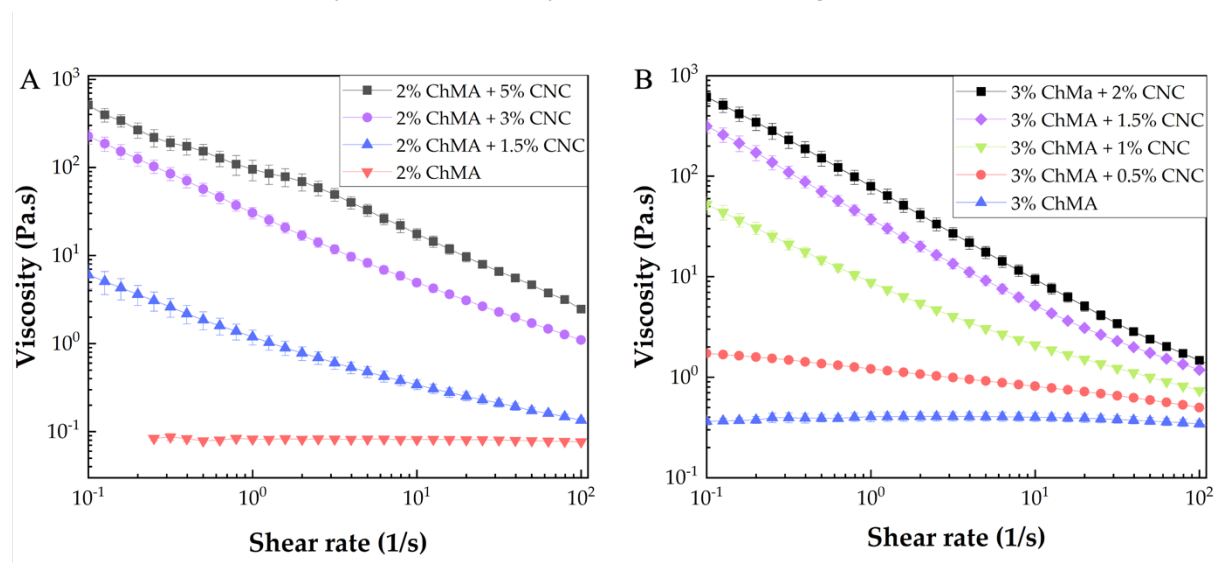 A
10³
10²
10¹
10⁰
10⁻¹
Viscosity (Pa.s)
2% ChMA + 5% CNC
2% ChMA + 3% CNC
2% ChMA + 1.5% CNC
2% ChMA
10⁻¹ 10⁰ 10¹ 10²
Shear rate (1/s)
B
10³
10²
10¹
10⁰
10⁻¹
Viscosity (Pa.s)
3% ChMa + 2% CNC
3% ChMA + 1.5% CNC
3% ChMA + 1% CNC
3% ChMA + 0.5% CNC
3% ChMA
10⁻¹ 10⁰ 10¹ 10²
Shear rate (1/s)